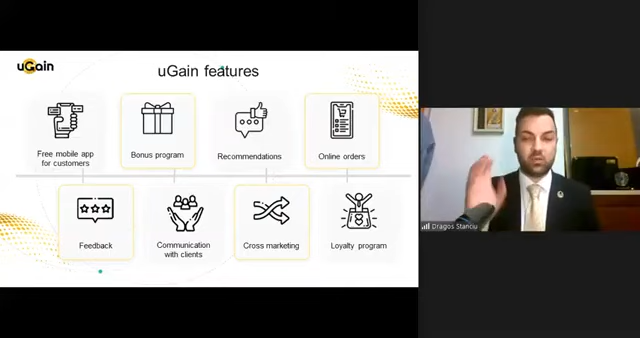 uGain
uGain features
Free mobile app
for customers
Bonus program
Recommendations
Online orders
Feedback
Communication
with clients
Cross marketing
Loyalty program
Dragos Stanciu